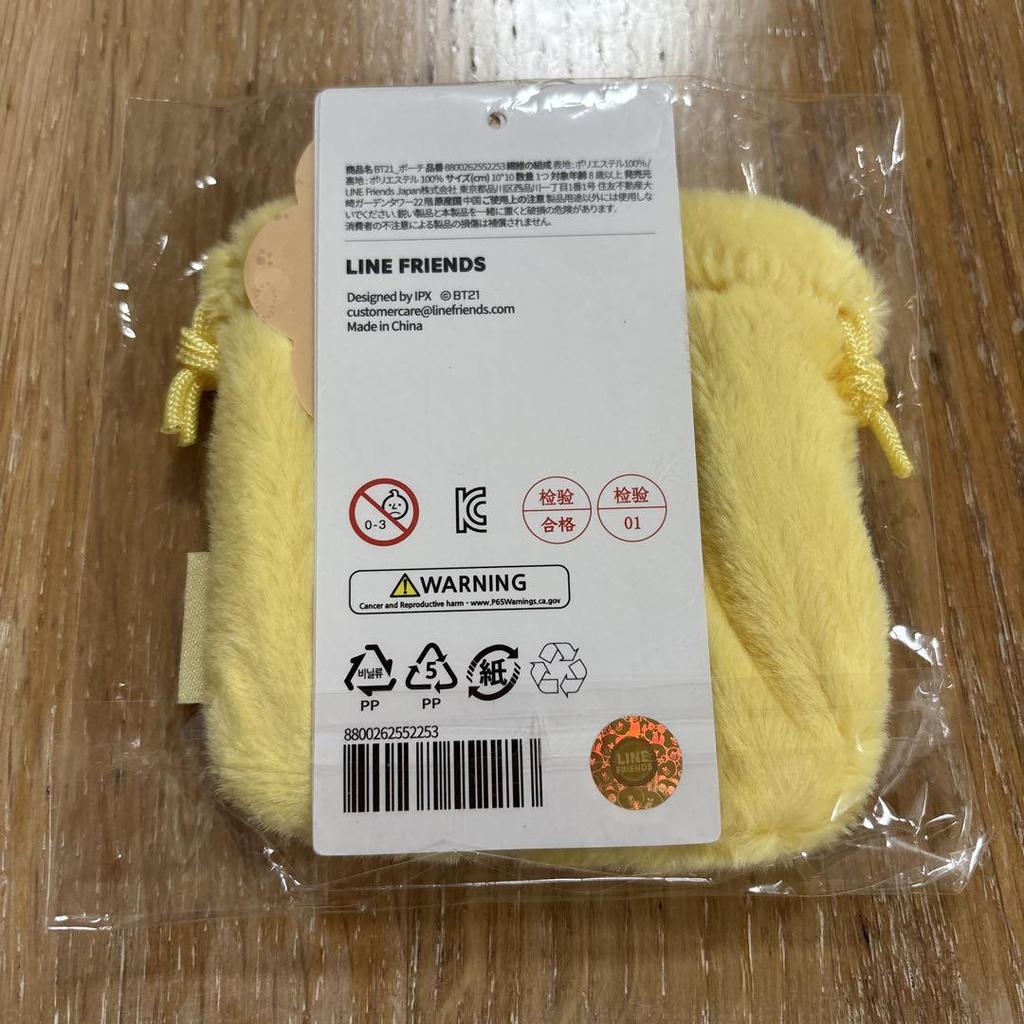 商品名 BT21_ポーチ 品番 8800262552253 繊維の組成 表地 : ポリエステル100% /
裏地 : ポリエステル 100% サイズ(cm) 10*10 数量 1つ 対象年齢 8 歳以上 発売元
LINE Friends Japan株式会社 東京都品川区西品川一丁目1番1号 住友不動産大
崎ガーデンタワー22 階 原産国 中国 ご使用上の注意 製品用途以外には使用しな
いでください. 鋭い製品と本製品を一緒に置くと破損の危険があります.
消費者の不注意による製品の損傷は補償されません.
LINE FRIENDS
Designed by IPX © BT21
customercare@linefriends.com
Made in China
0-3
检验
合格
检验
01
WARNING
Cancer and Reproductive harm - www.P65Warnings.ca.gov
비닐류
PP
5
PP
紙
8800262552253
LINE
FRIENDS